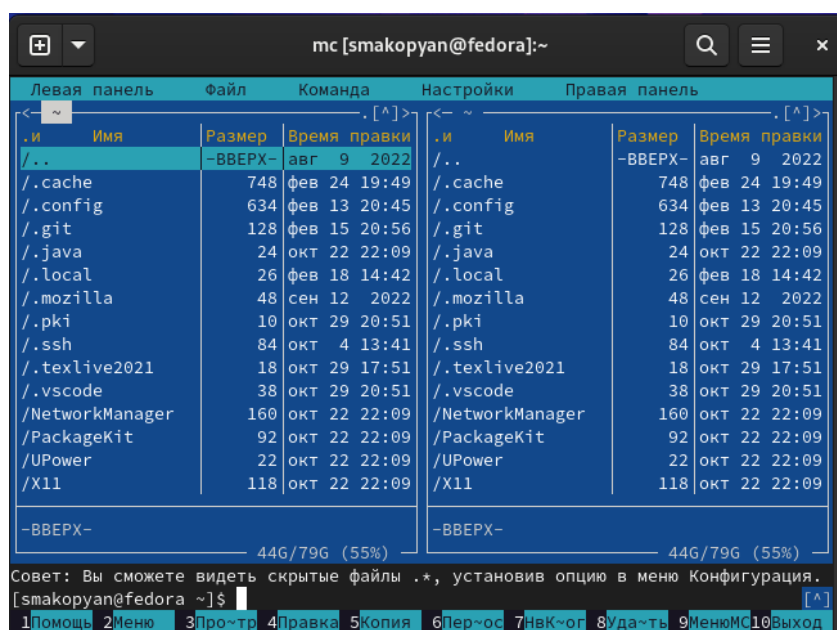 mc [smakopyan@fedora]:~
Левая панель Файл Команда Настройки Правая панель
<─ ~ ─.[^]>
.и Имя Размер Время правки
/.. -ВВЕРХ- авг 9 2022
/.cache 748 фев 24 19:49
/.config 634 фев 13 20:45
/.git 128 фев 15 20:56
/.java 24 окт 22 22:09
/.local 26 фев 18 14:42
/.mozilla 48 сен 12 2022
/.pki 10 окт 29 20:51
/.ssh 84 окт 4 13:41
/.texlive2021 18 окт 29 17:51
/.vscode 38 окт 29 20:51
/NetworkManager 160 окт 22 22:09
/PackageKit 92 окт 22 22:09
/UPower 22 окт 22 22:09
/X11 118 окт 22 22:09
-ВВЕРХ-
44G/79G (55%)
<─ ~ ─.[^]>
.и Имя Размер Время правки
/.. -ВВЕРХ- авг 9 2022
/.cache 748 фев 24 19:49
/.config 634 фев 13 20:45
/.git 128 фев 15 20:56
/.java 24 окт 22 22:09
/.local 26 фев 18 14:42
/.mozilla 48 сен 12 2022
/.pki 10 окт 29 20:51
/.ssh 84 окт 4 13:41
/.texlive2021 18 окт 29 17:51
/.vscode 38 окт 29 20:51
/NetworkManager 160 окт 22 22:09
/PackageKit 92 окт 22 22:09
/UPower 22 окт 22 22:09
/X11 118 окт 22 22:09
-ВВЕРХ-
44G/79G (55%)
Совет: Вы сможете видеть скрытые файлы .*, установив опцию в меню Конфигурация.
[smakopyan@fedora ~]$ [^]
1Помощь 2Меню 3Про~тр 4Правка 5Копия 6Пер~ос 7НвК~ог 8Уда~ть 9МенюMC 10Выход